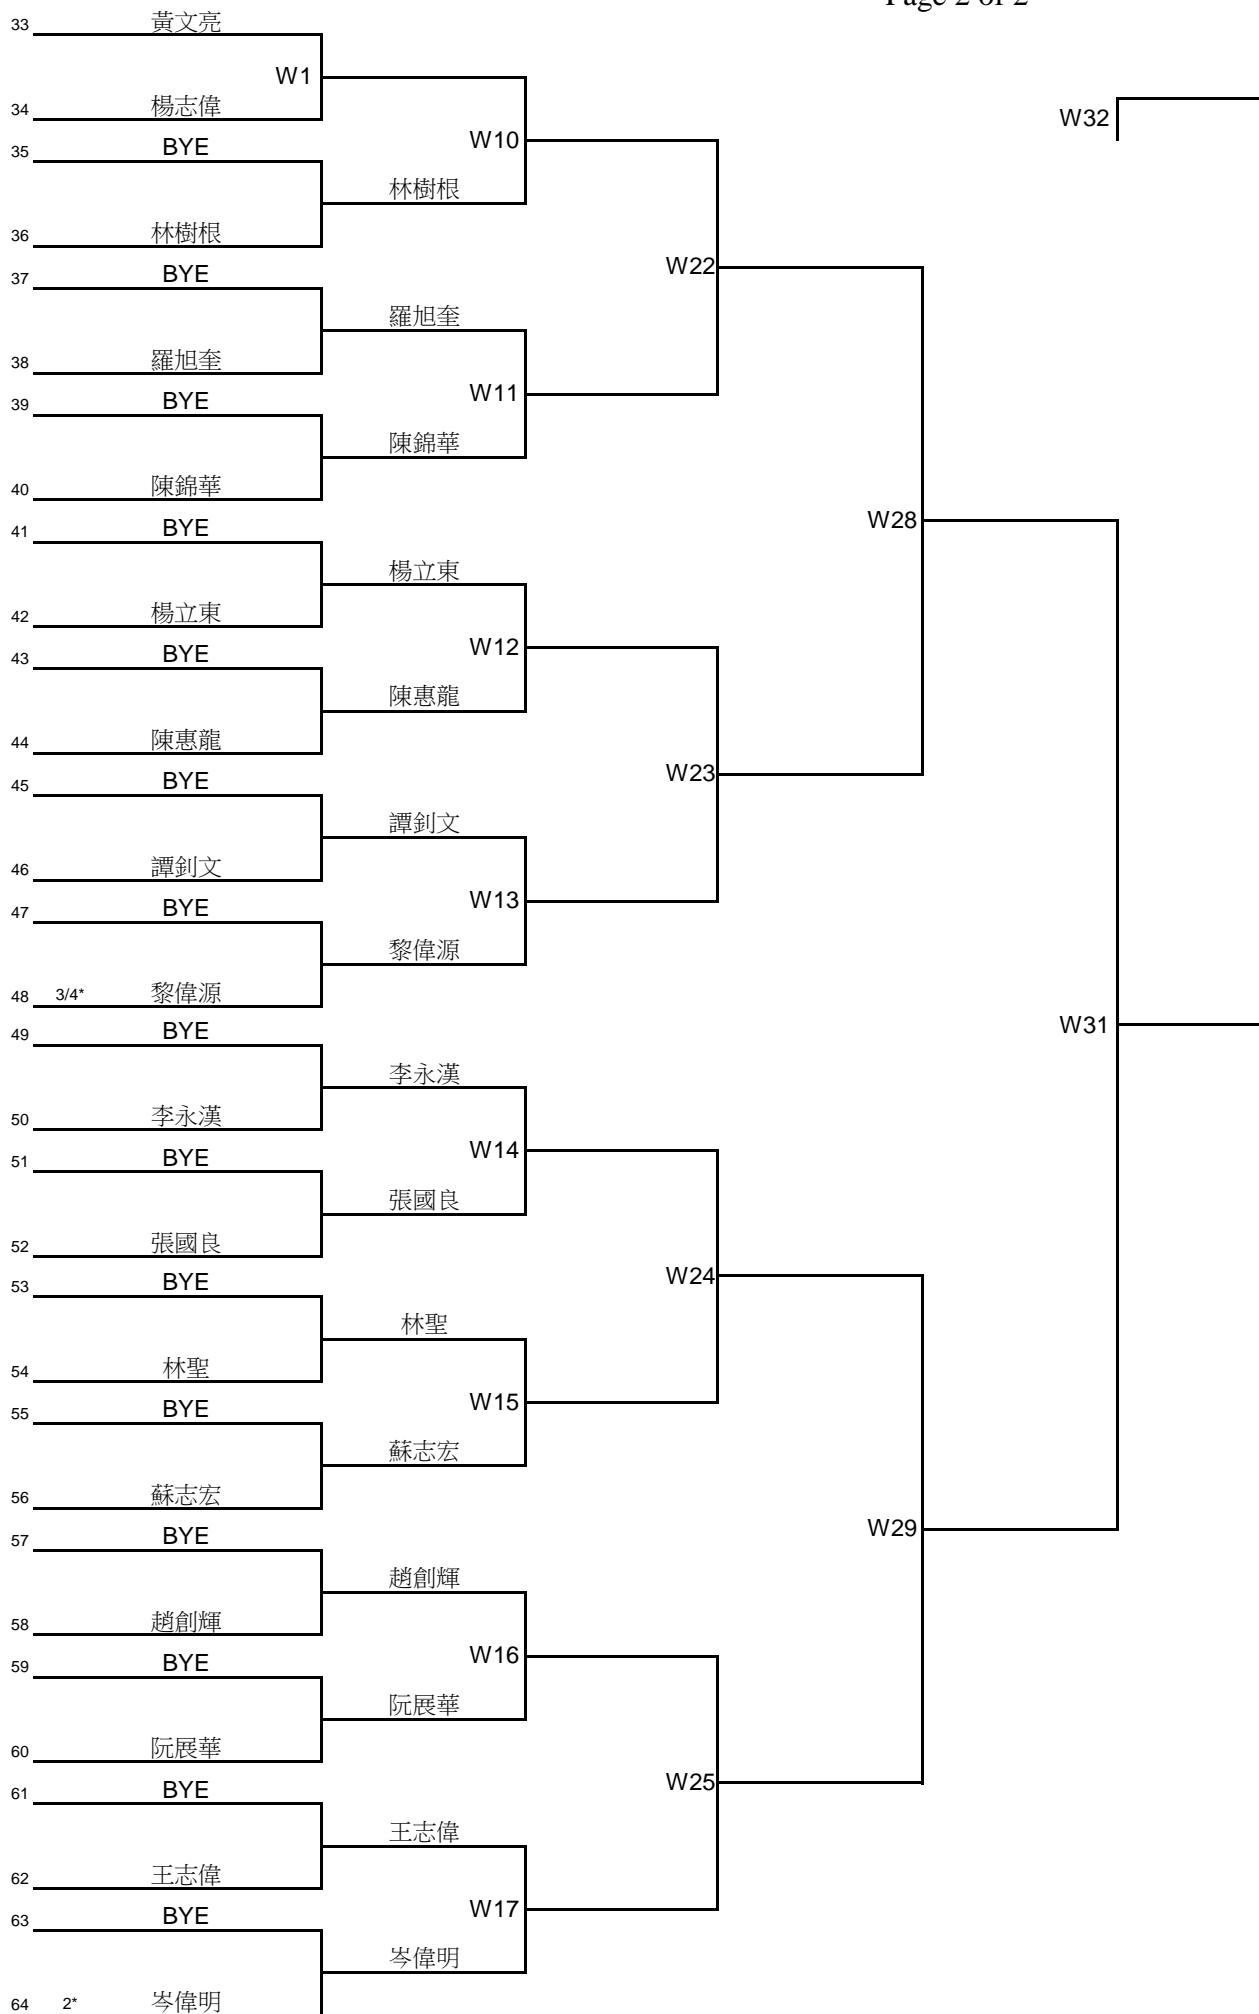 Page 2 of 2
33 黃文亮
W1
34 楊志偉
W32
35 BYE
W10
林樹根
36 林樹根
37 BYE
W22
羅旭奎
38 羅旭奎
39 BYE
W11
陳錦華
40 陳錦華
41 BYE
W28
楊立東
42 楊立東
43 BYE
W12
陳惠龍
44 陳惠龍
45 BYE
W23
譚釗文
46 譚釗文
47 BYE
W13
黎偉源
48 3/4* 黎偉源
49 BYE
W31
李永漢
50 李永漢
51 BYE
W14
張國良
52 張國良
53 BYE
W24
林聖
54 林聖
55 BYE
W15
蘇志宏
56 蘇志宏
57 BYE
W29
趙創輝
58 趙創輝
59 BYE
W16
阮展華
60 阮展華
61 BYE
W25
王志偉
62 王志偉
63 BYE
W17
岑偉明
64 2* 岑偉明